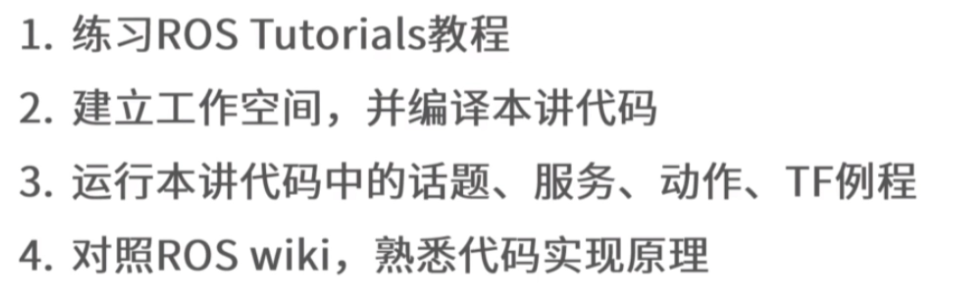 1. 练习ROS Tutorials教程
2. 建立工作空间，并编译本讲代码
3. 运行本讲代码中的话题、服务、动作、TF例程
4. 对照ROS wiki，熟悉代码实现原理